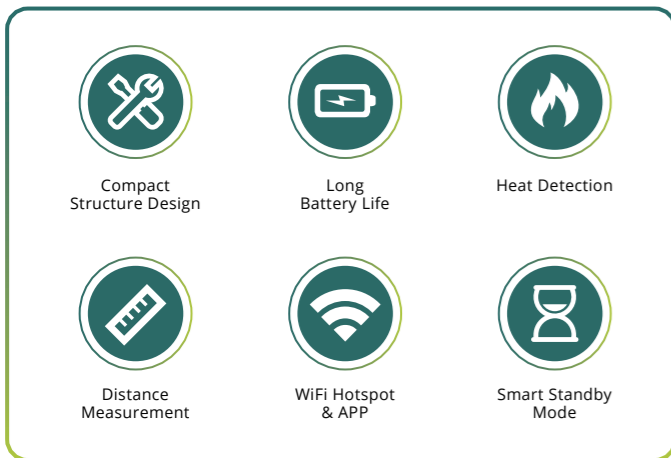 Compact
Structure Design
Long
Battery Life
Heat Detection
Distance
Measurement
WiFi Hotspot
& APP
Smart Standby
Mode